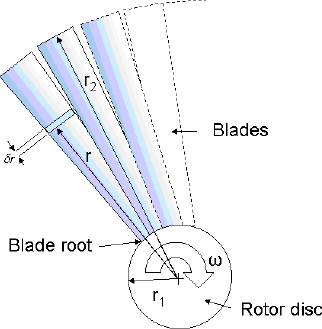 r2
Blades
δr
r
Blade root
ω
r1
Rotor disc